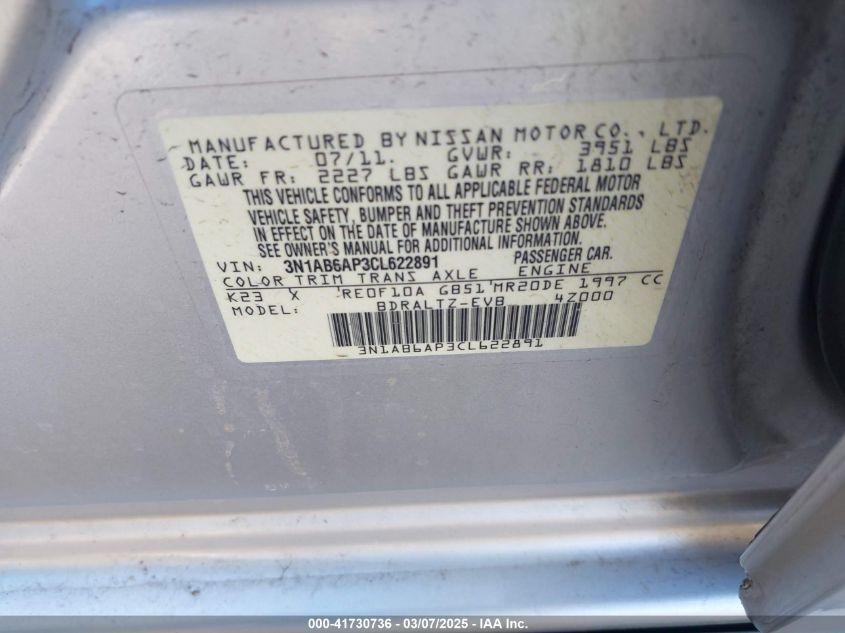 MANUFACTURED BY NISSAN MOTOR CO., LTD.
DATE: 07/11. GVWR: 3951 LBS
GAWR FR: 2227 LBS GAWR RR: 1810 LBS
THIS VEHICLE CONFORMS TO ALL APPLICABLE FEDERAL MOTOR
VEHICLE SAFETY, BUMPER AND THEFT PREVENTION STANDARDS
IN EFFECT ON THE DATE OF MANUFACTURE SHOWN ABOVE.
SEE OWNER'S MANUAL FOR ADDITIONAL INFORMATION
VIN: 3N1AB6AP3CL622891 PASSENGER CAR.
COLOR TRIM TRANS AXLE ENGINE
K23 X RE0F10A GB51 MR20DE 1997 CC
MODEL: BDRALTZ-EVB 4Z000
3N1AB6AP3CL622891
000-41730736 - 03/07/2025 - IAA Inc.